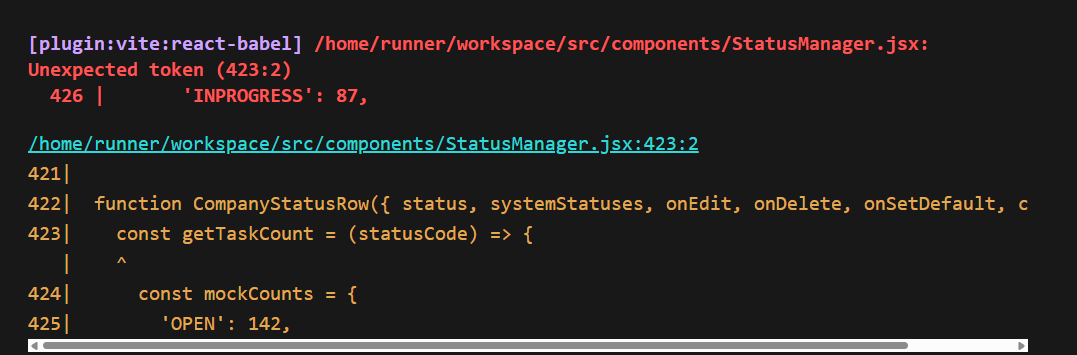 [plugin:vite:react-babel] /home/runner/workspace/src/components/StatusManager.jsx:
Unexpected token (423:2)
  426 |       'INPROGRESS': 87,
/home/runner/workspace/src/components/StatusManager.jsx:423:2
421|
422|  function CompanyStatusRow({ status, systemStatuses, onEdit, onDelete, onSetDefault, c
423|    const getTaskCount = (statusCode) => {
   |    ^
424|      const mockCounts = {
425|        'OPEN': 142,